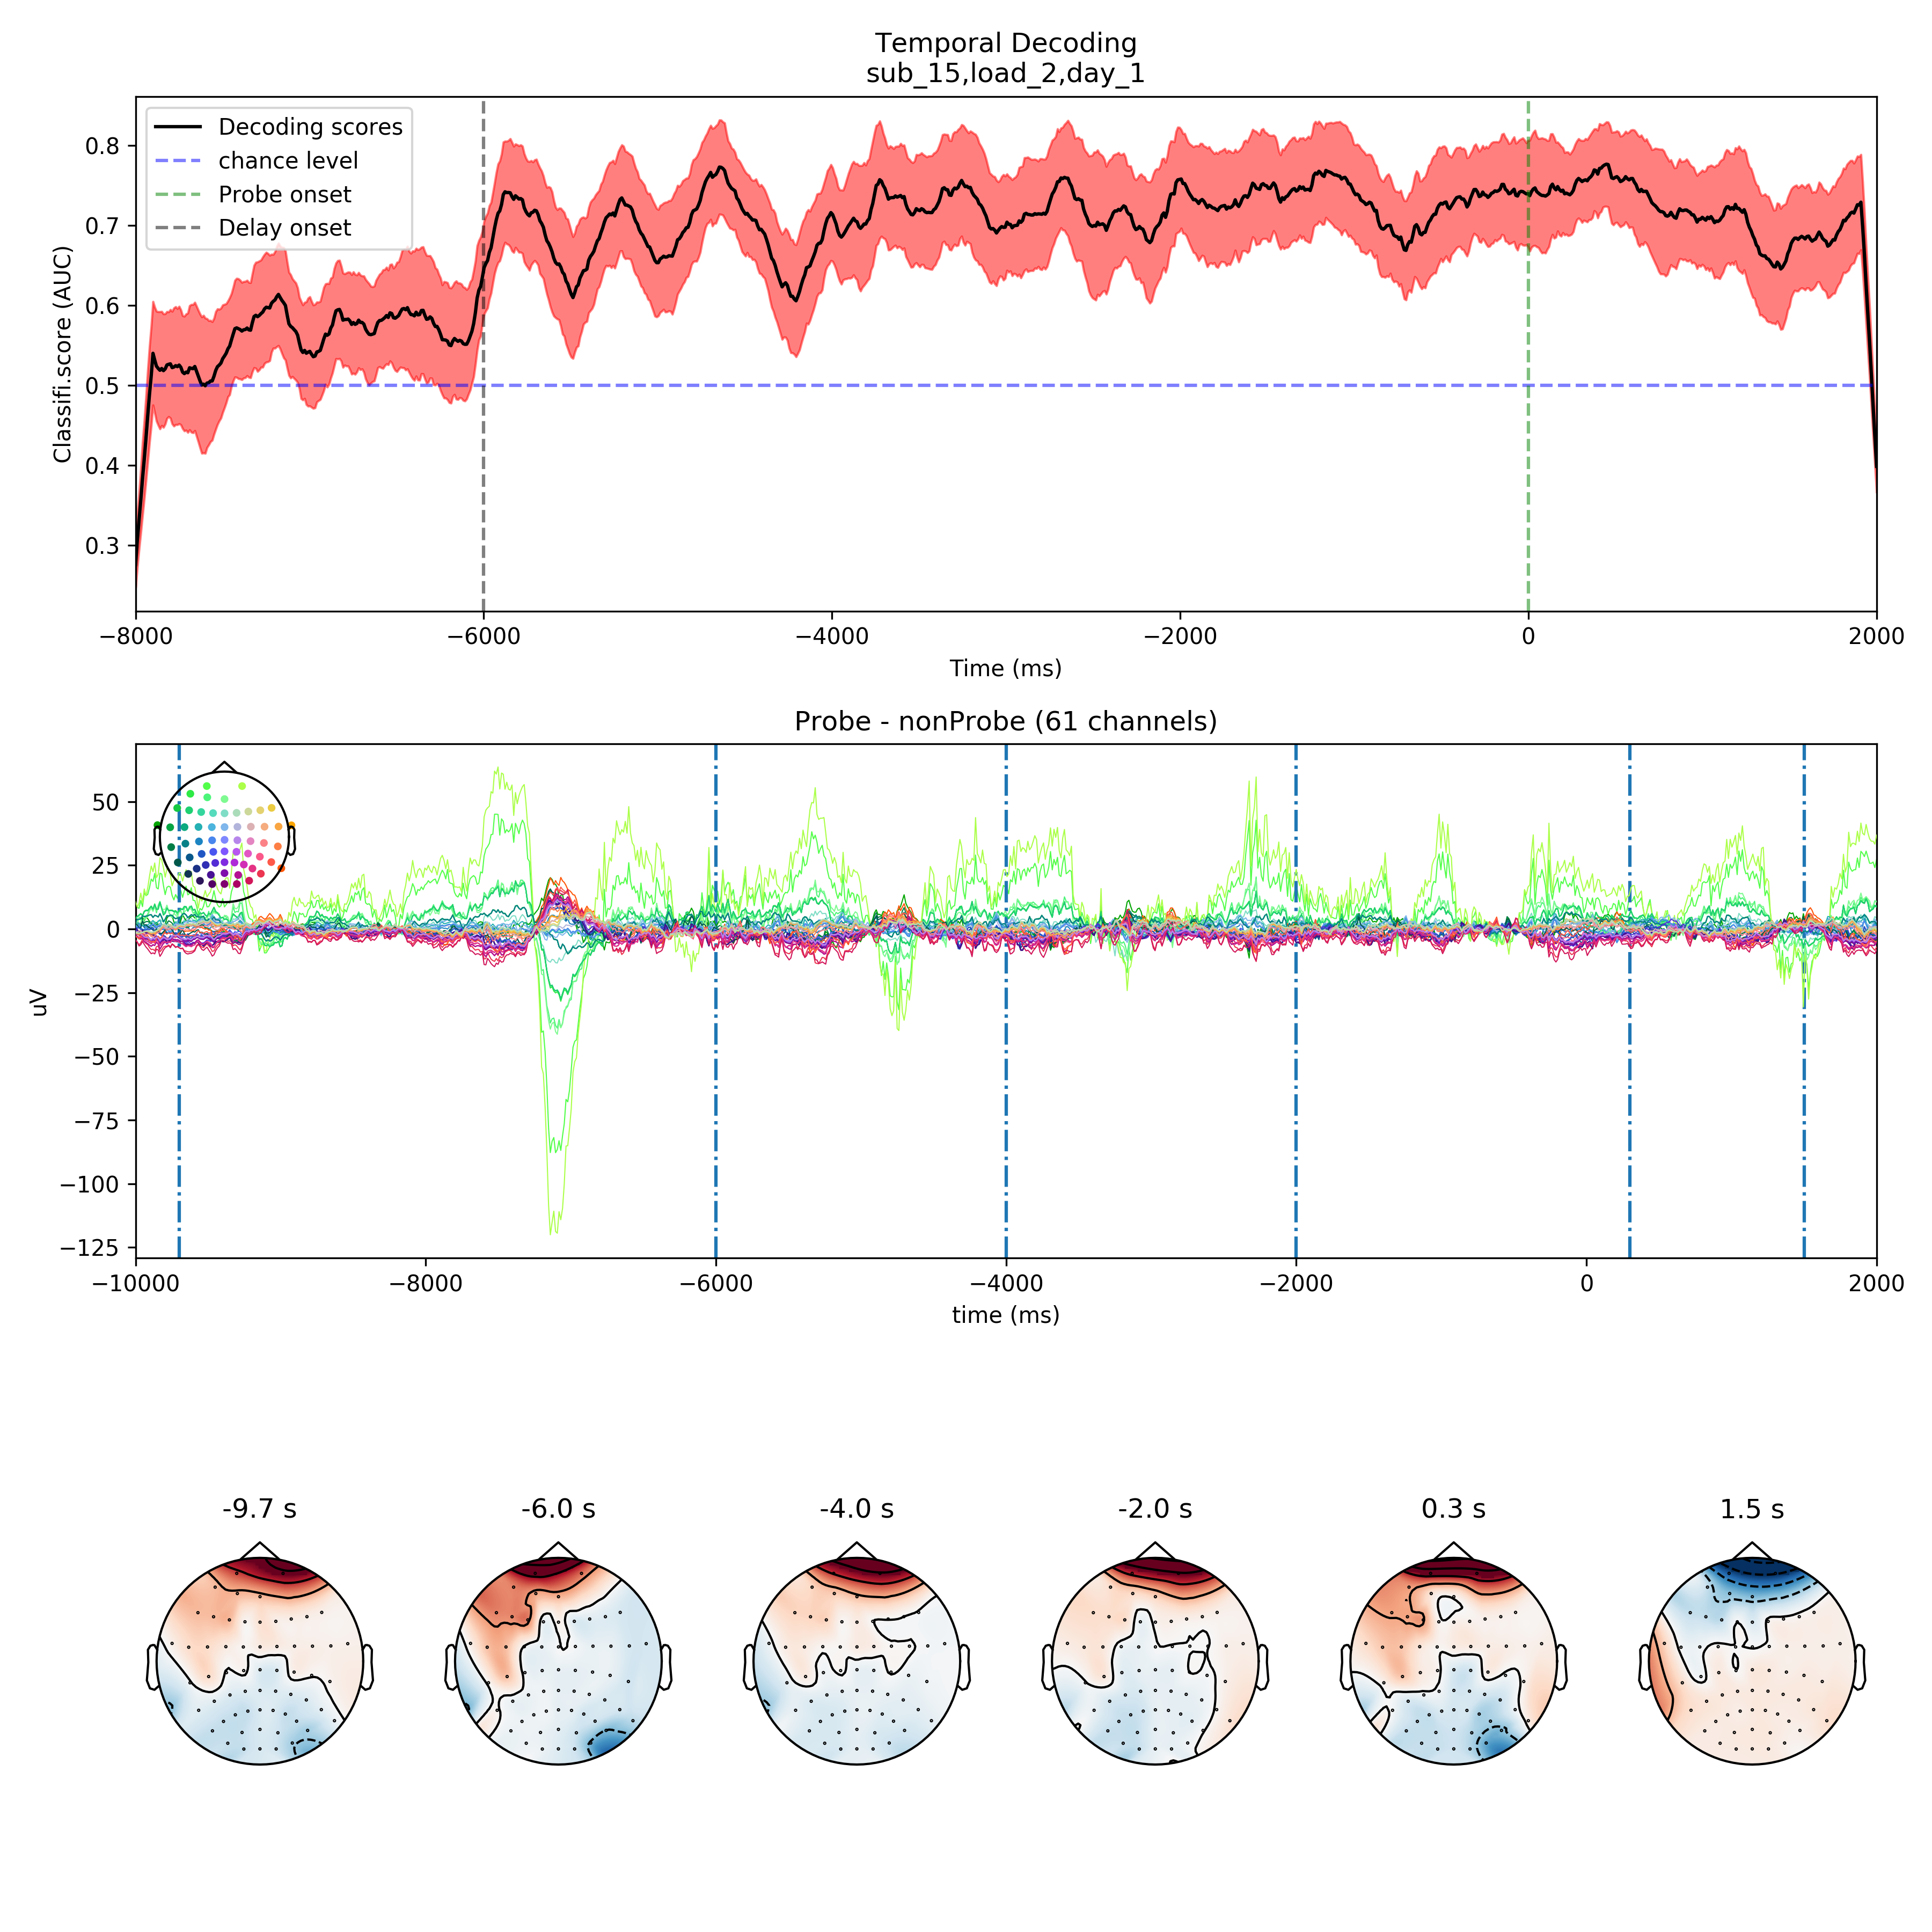 Temporal Decoding
sub_15,load_2,day_1
Decoding scores
chance level
Probe onset
Delay onset
0.8
0.7
0.6
0.5
0.4
0.3
Classifi.score (AUC)
−8000 −6000 −4000 −2000 0 2000
Time (ms)
Probe - nonProbe (61 channels)
50
25
0
−25
−50
−75
−100
−125
uV
−10000 −8000 −6000 −4000 −2000 0 2000
time (ms)
-9.7 s -6.0 s -4.0 s -2.0 s 0.3 s 1.5 s